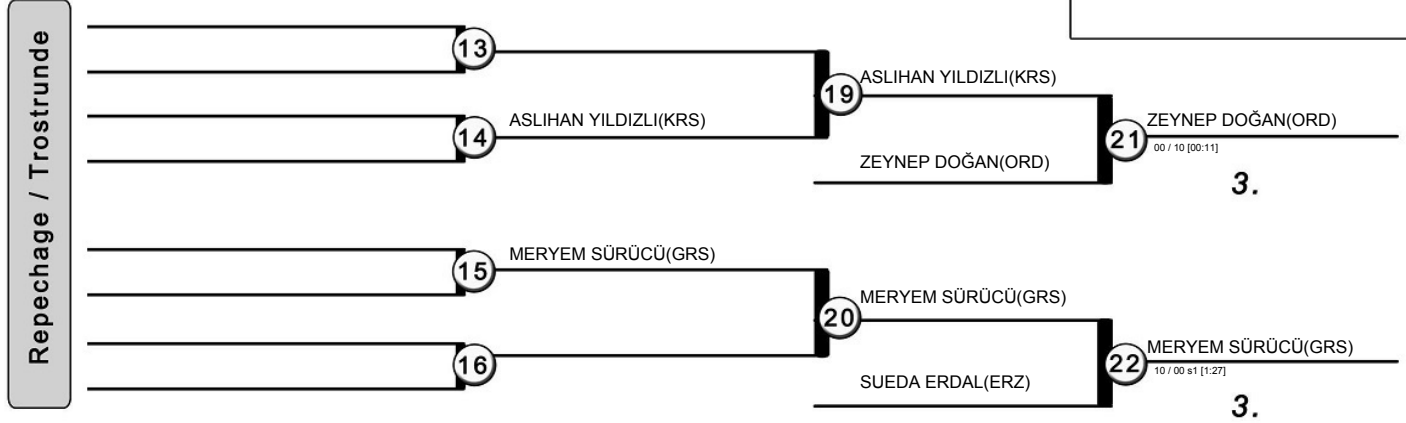 Repechage / Trostrunde
13
19
ASLIHAN YILDIZLI(KRS)
14
ASLIHAN YILDIZLI(KRS)
21
ZEYNEP DOĞAN(ORD)
00 / 10 [00:11]
ZEYNEP DOĞAN(ORD)
3.
15
MERYEM SÜRÜCÜ(GRS)
20
MERYEM SÜRÜCÜ(GRS)
16
22
MERYEM SÜRÜCÜ(GRS)
10 / 00 s1 [1:27]
SUEDA ERDAL(ERZ)
3.